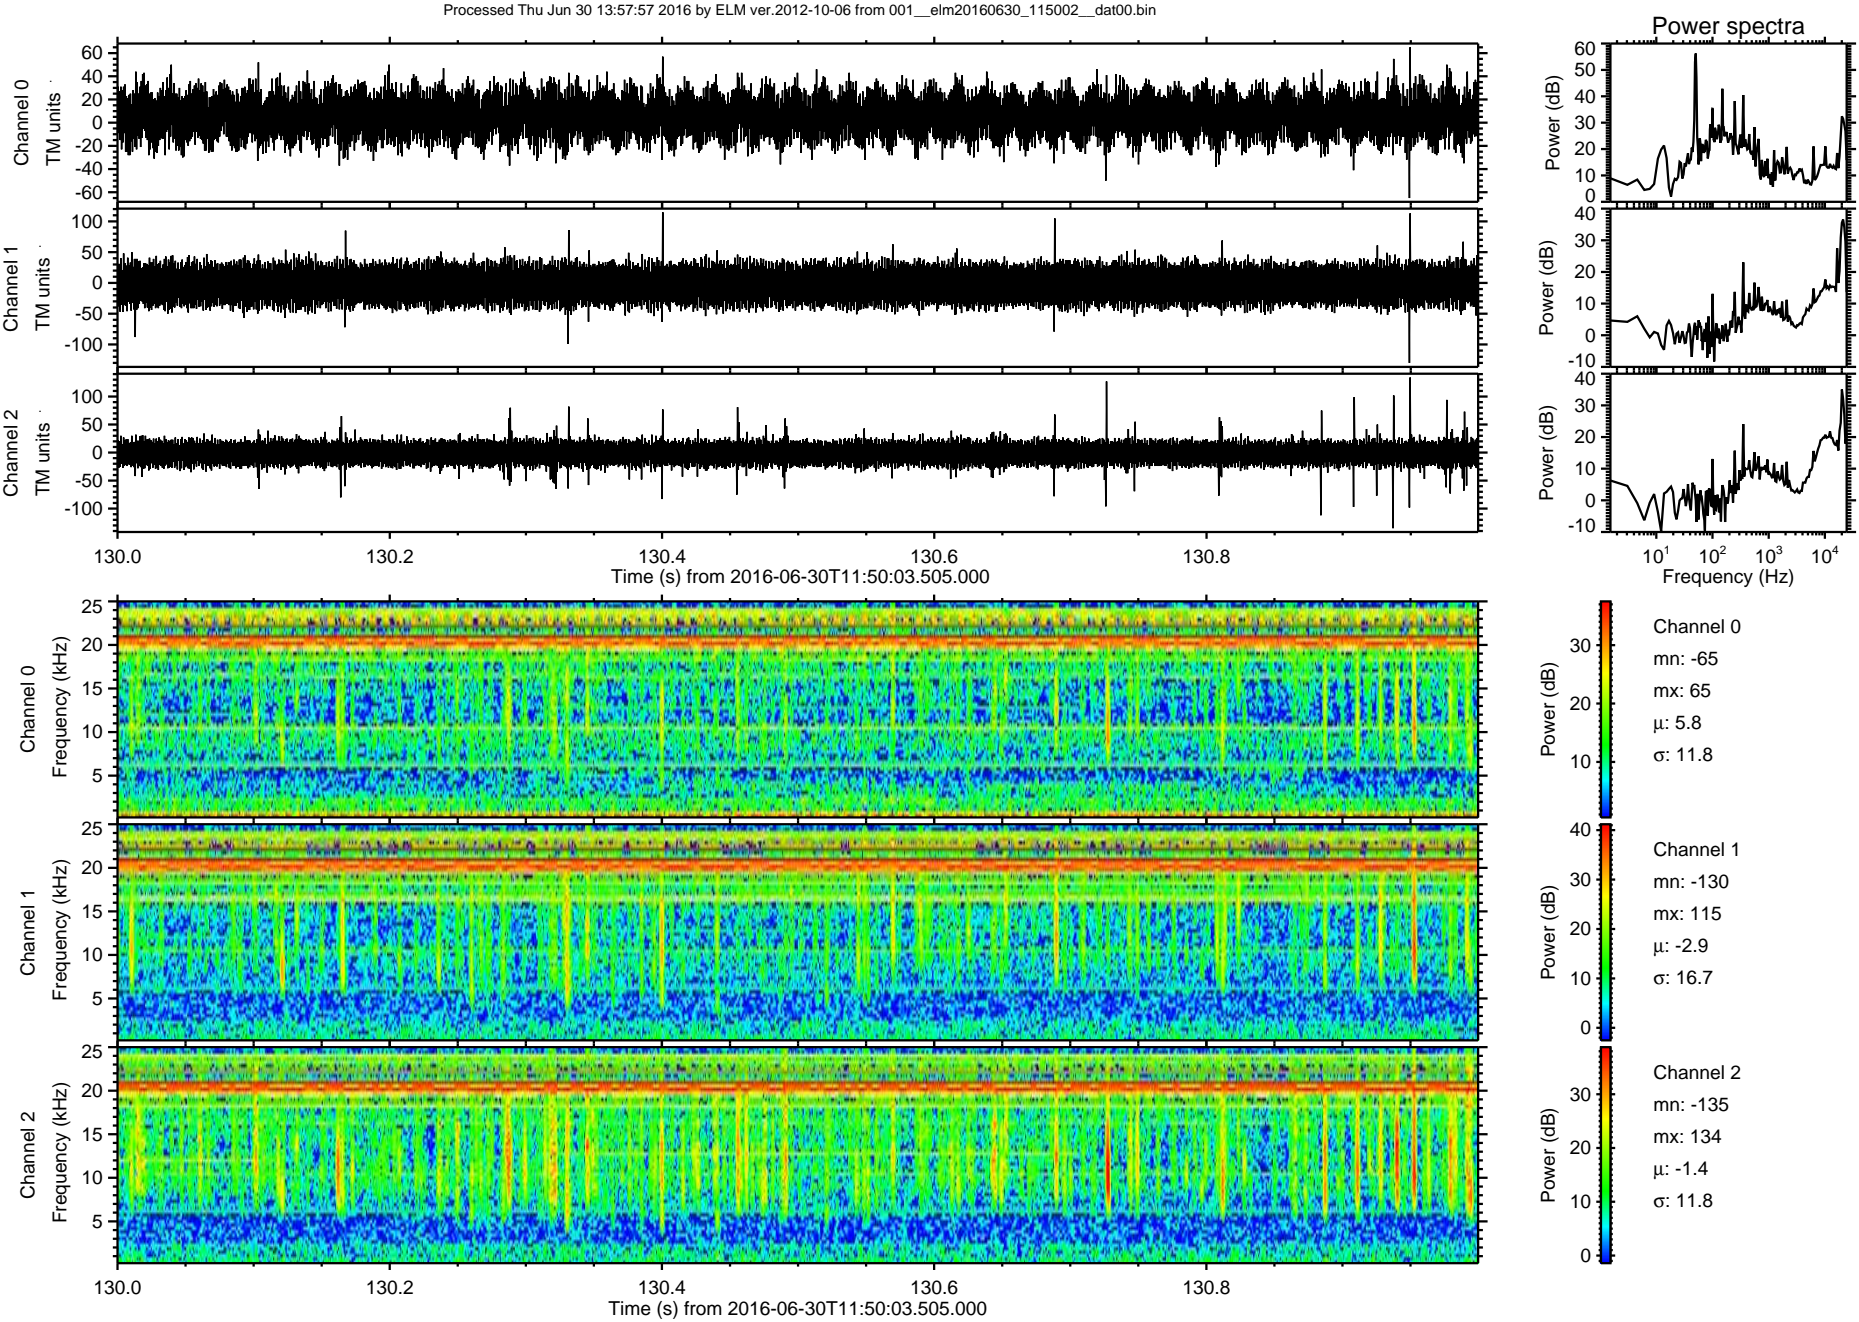 Processed Thu Jun 30 13:57:57 2016 by ELM ver.2012-10-06 from 001__elm20160630_115002__dat00.bin
Power spectra
Channel 0
TM units
60
40
20
0
-20
-40
-60
Power (dB)
60
50
40
30
20
10
0
Channel 1
TM units
100
50
0
-50
-100
Power (dB)
40
30
20
10
0
-10
Channel 2
TM units
100
50
0
-50
-100
Power (dB)
40
30
20
10
0
-10
130.0 130.2 130.4 130.6 130.8
Time (s) from 2016-06-30T11:50:03.505.000
10^1 10^2 10^3 10^4
Frequency (Hz)
Channel 0
Frequency (kHz)
25
20
15
10
5
Power (dB)
30
20
10
Channel 0
mn: -65
mx: 65
μ: 5.8
σ: 11.8
Channel 1
Frequency (kHz)
25
20
15
10
5
Power (dB)
40
30
20
10
0
Channel 1
mn: -130
mx: 115
μ: -2.9
σ: 16.7
Channel 2
Frequency (kHz)
25
20
15
10
5
Power (dB)
30
20
10
0
Channel 2
mn: -135
mx: 134
μ: -1.4
σ: 11.8
130.0 130.2 130.4 130.6 130.8
Time (s) from 2016-06-30T11:50:03.505.000